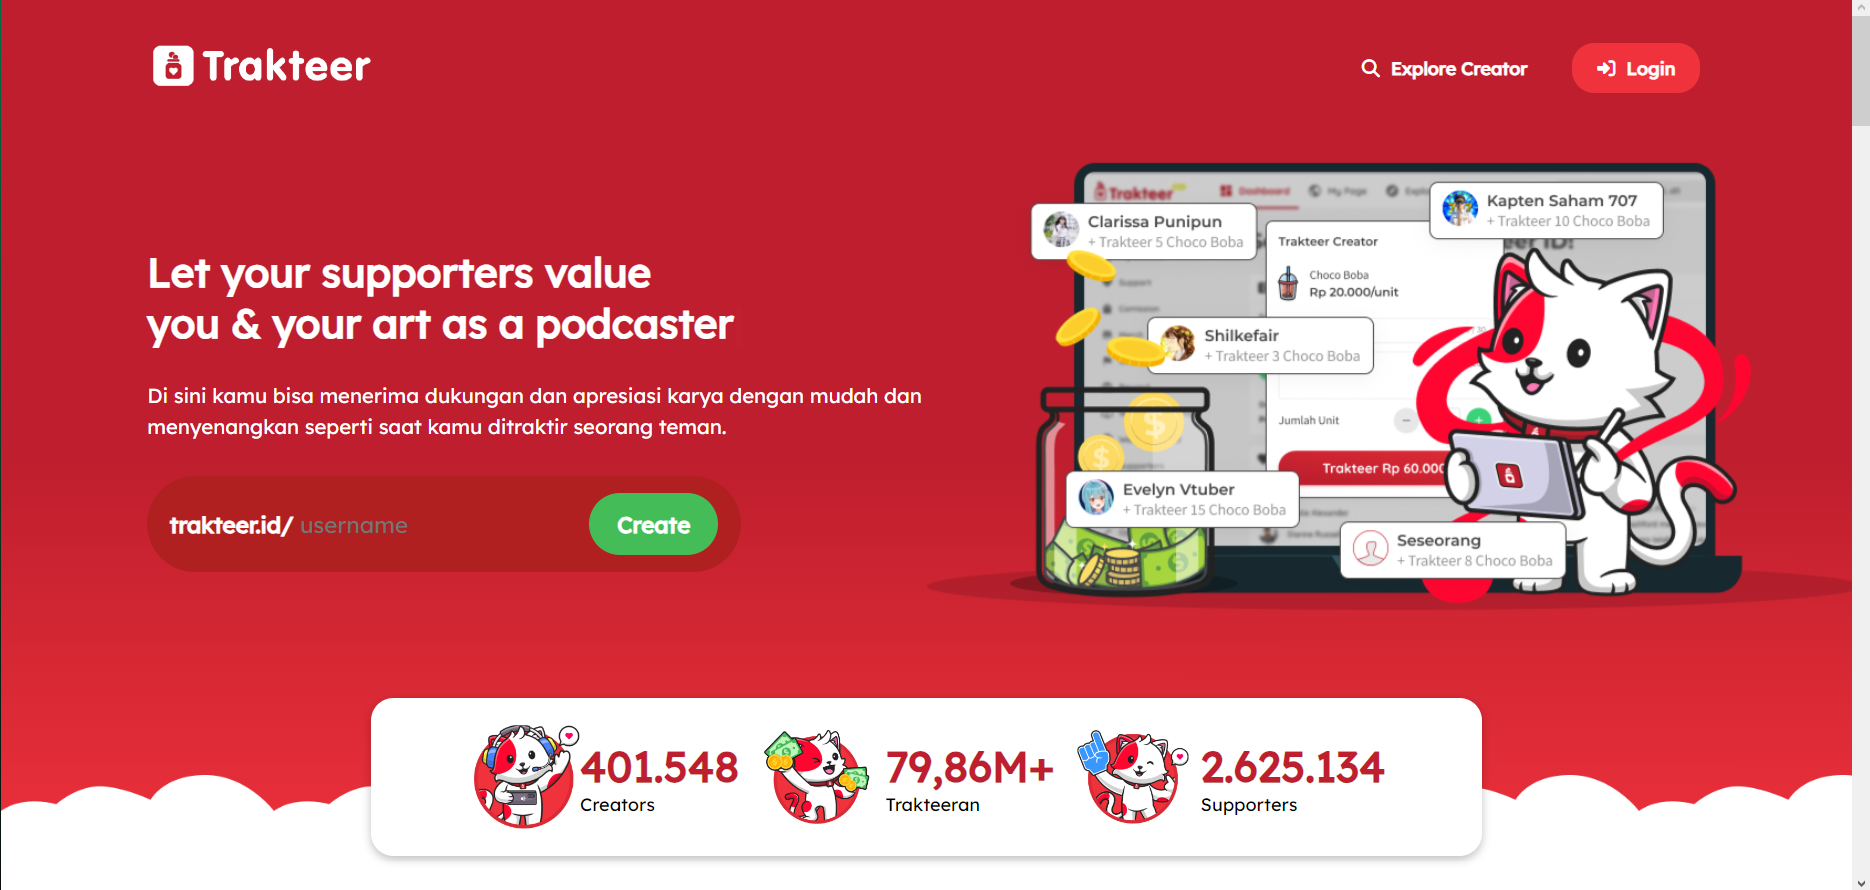 Trakteer
Explore Creator
Login
Let your supporters value
you & your art as a podcaster
Di sini kamu bisa menerima dukungan dan apresiasi karya dengan mudah dan
menyenangkan seperti saat kamu ditraktir seorang teman.
trakteer.id/ username
Create
Trakteer
Dashboard
My Page
Clarissa Punipun
+ Trakteer 5 Choco Boba
Kapten Saham 707
+ Trakteer 10 Choco Boba
Trakteer Creator
Choco Boba
Rp 20.000/unit
Support
Shilkefair
+ Trakteer 3 Choco Boba
Jumlah Unit
Trakteer Rp 60.000
Evelyn Vtuber
+ Trakteer 15 Choco Boba
Seseorang
+ Trakteer 8 Choco Boba
401.548
Creators
79,86M+
Trakteeran
2.625.134
Supporters